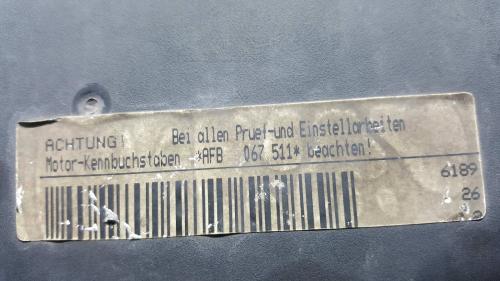 ACHTUNG! Bei allen Pruef-und Einstellarbeiten
Motor-Kennbuchstaben *AFB 067 511* beachten!
6189
26